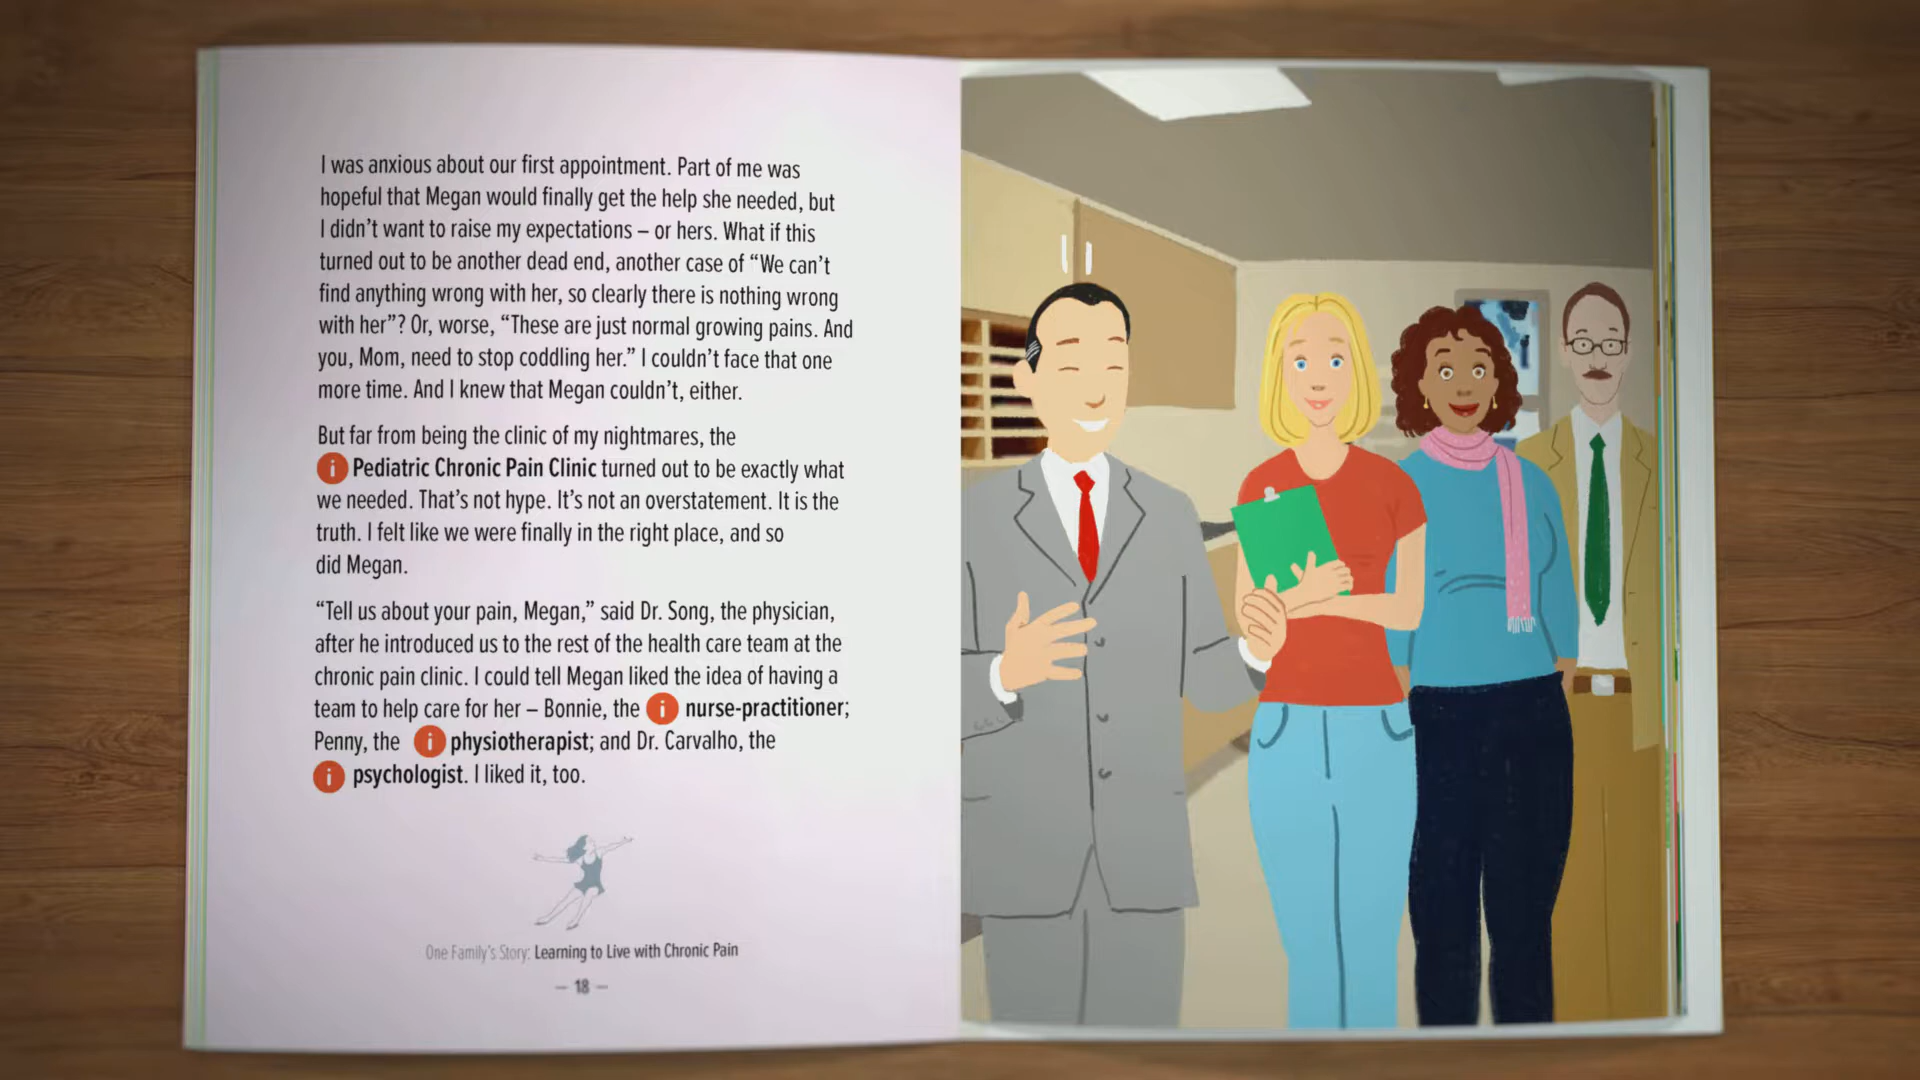 I was anxious about our first appointment. Part of me was
hopeful that Megan would finally get the help she needed, but
I didn’t want to raise my expectations – or hers. What if this
turned out to be another dead end, another case of “We can’t
find anything wrong with her, so clearly there is nothing wrong
with her”? Or, worse, “These are just normal growing pains. And
you, Mom, need to stop coddling her.” I couldn’t face that one
more time. And I knew that Megan couldn’t, either.
But far from being the clinic of my nightmares, the
i Pediatric Chronic Pain Clinic turned out to be exactly what
we needed. That’s not hype. It’s not an overstatement. It is the
truth. I felt like we were finally in the right place, and so
did Megan.
“Tell us about your pain, Megan,” said Dr. Song, the physician,
after he introduced us to the rest of the health care team at the
chronic pain clinic. I could tell Megan liked the idea of having a
team to help care for her – Bonnie, the i nurse-practitioner;
Penny, the i physiotherapist; and Dr. Carvalho, the
i psychologist. I liked it, too.
One Family’s Story: Learning to Live with Chronic Pain
– 18 –